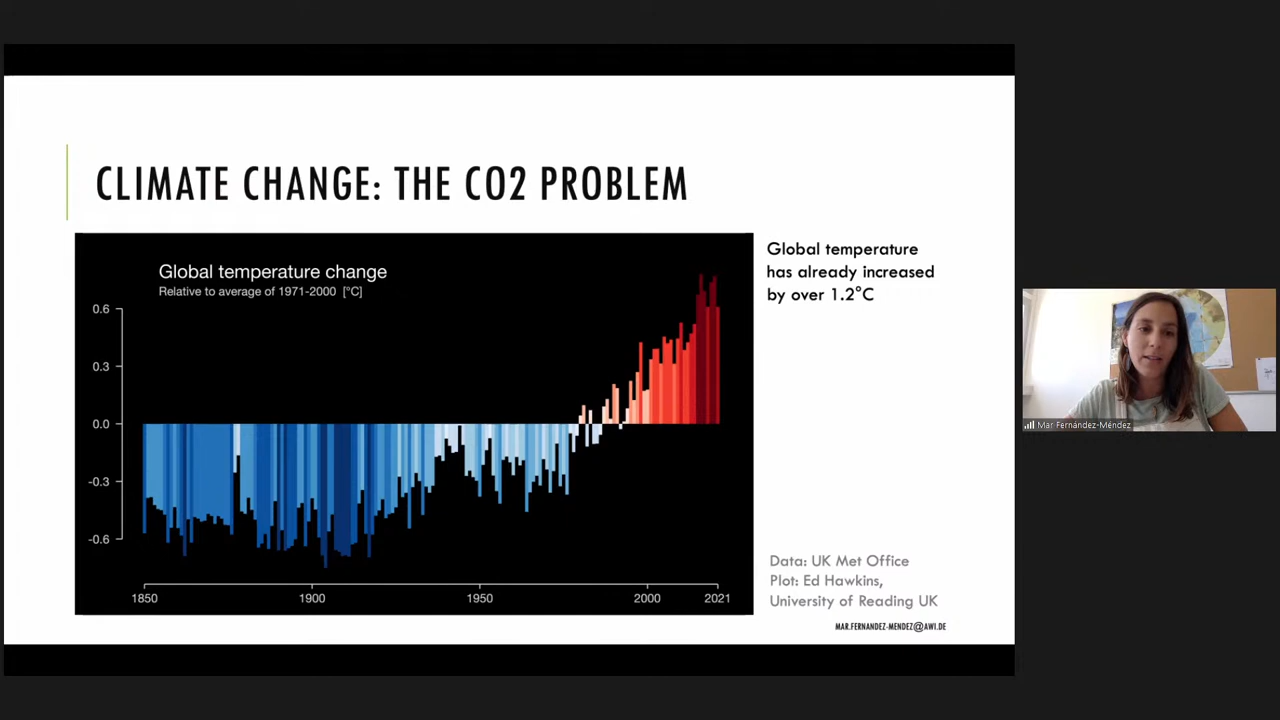 CLIMATE CHANGE: THE CO2 PROBLEM
Global temperature change
Relative to average of 1971-2000 [°C]
0.6
0.3
0.0
-0.3
-0.6
1850
1900
1950
2000
2021
Global temperature
has already increased
by over 1.2°C
Data: UK Met Office
Plot: Ed Hawkins,
University of Reading UK
MAR.FERNANDEZ-MENDEZ@AWI.DE
Mar Fernández-Méndez